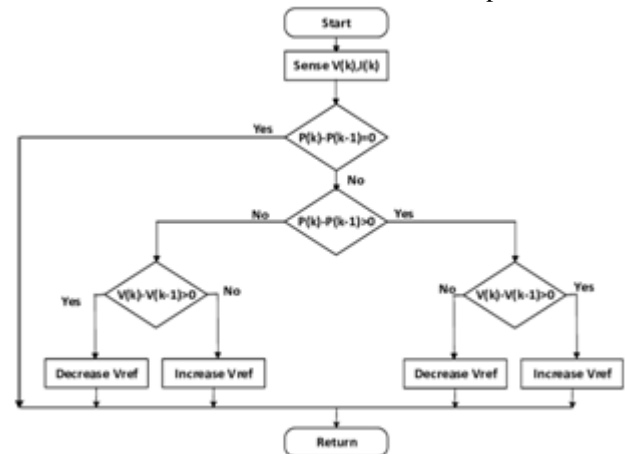 Start
Sense V(k),I(k)
Yes
P(k)-P(k-1)=0
No
No
P(k)-P(k-1)>0
Yes
Yes
V(k)-V(k-1)>0
No
No
V(k)-V(k-1)>0
Yes
Decrease Vref
Increase Vref
Decrease Vref
Increase Vref
Return